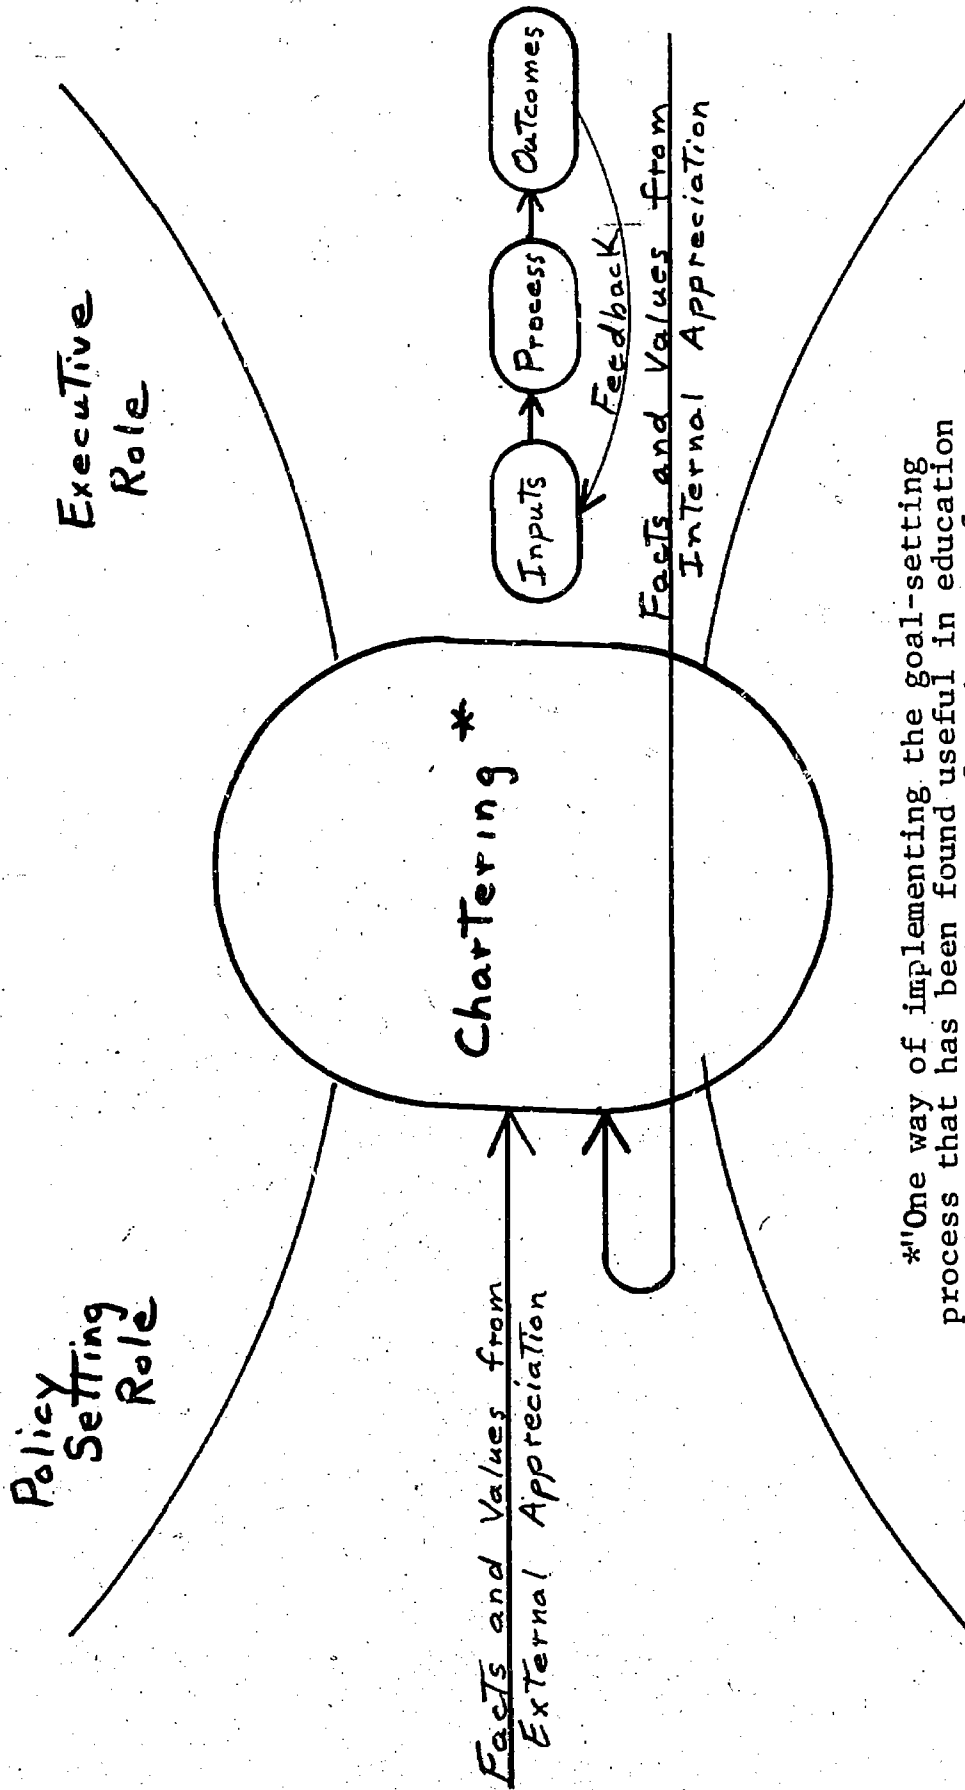 Policy
Setting
Role
Executive
Role
Facts and Values from
External Appreciation
Chartering *
Inputs
Process
Outcomes
Feedback
Facts and Values from
Internal Appreciation
*"One way of implementing the goal-setting
process that has been found useful in education